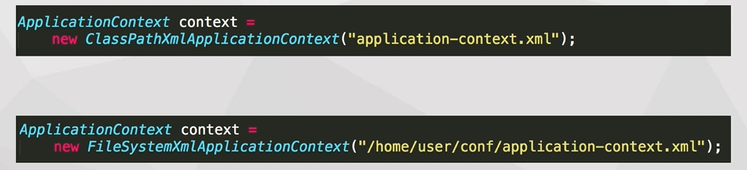 ApplicationContext context =
new ClassPathXmlApplicationContext("application-context.xml");
ApplicationContext context =
new FileSystemXmlApplicationContext("/home/user/conf/application-context.xml");